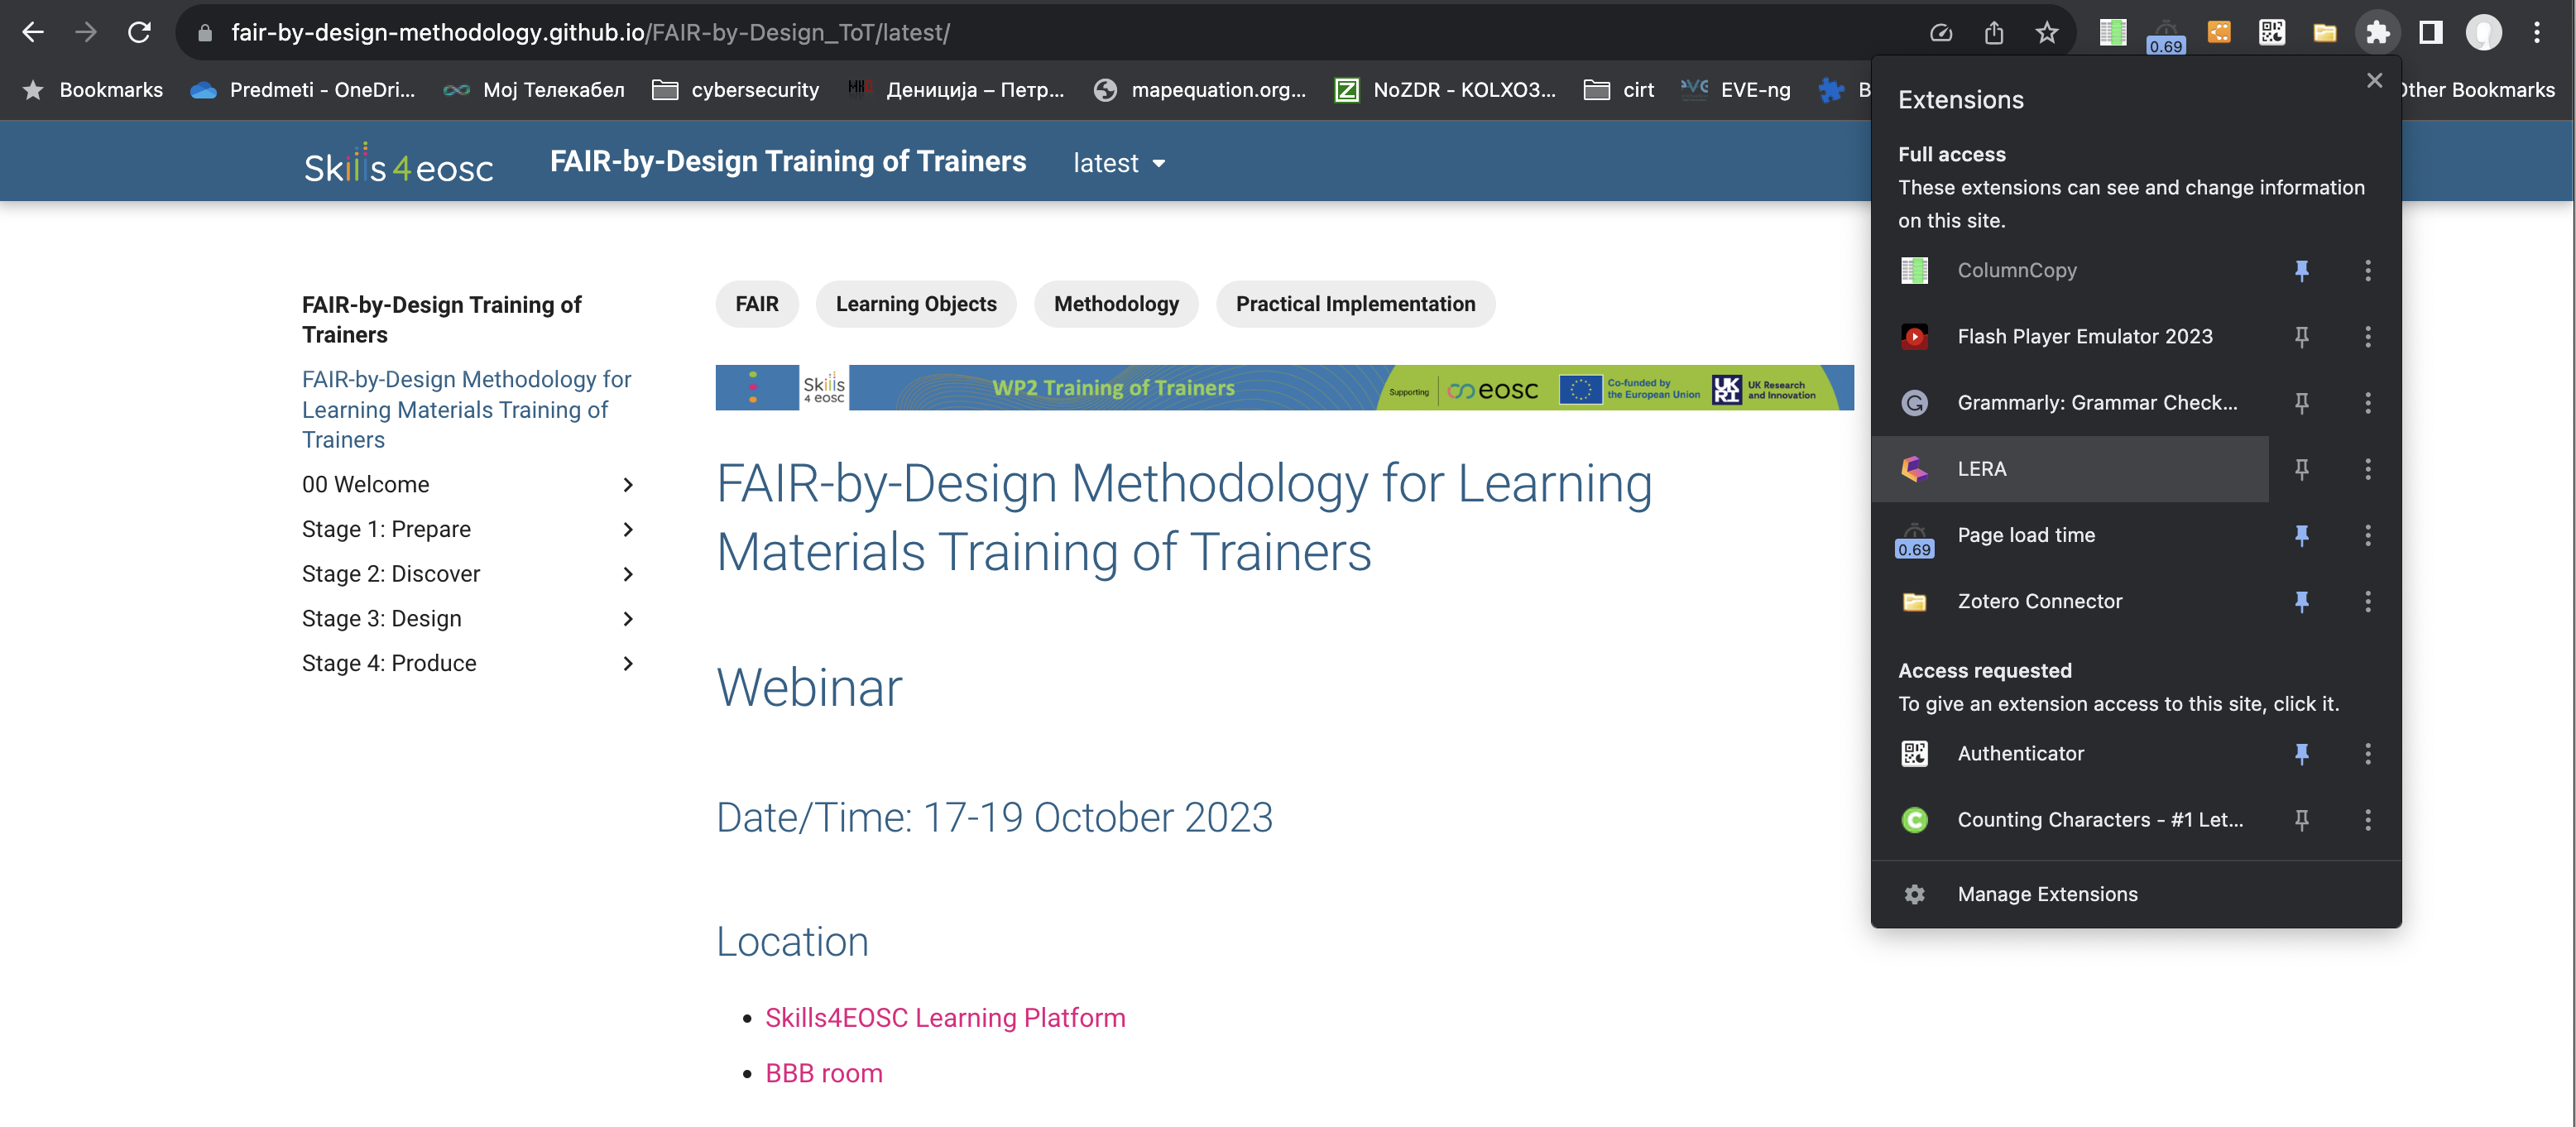 fair-by-design-methodology.github.io/FAIR-by-Design_ToT/latest/
0.69
Bookmarks
Predmeti - OneDri...
Мој Телекабел
cybersecurity
Дениција – Петр...
mapequation.org...
NoZDR - KOLXO3...
cirt
EVE-ng
B
Other Bookmarks
Skills 4 eosc
FAIR-by-Design Training of Trainers
latest
FAIR-by-Design Training of
Trainers
FAIR-by-Design Methodology for
Learning Materials Training of
Trainers
00 Welcome
Stage 1: Prepare
Stage 2: Discover
Stage 3: Design
Stage 4: Produce
FAIR
Learning Objects
Methodology
Practical Implementation
Skills
4 eosc
WP2 Training of Trainers
Supporting
eosc
Co-funded by
the European Union
UK
RI
UK Research
and Innovation
FAIR-by-Design Methodology for Learning
Materials Training of Trainers
Webinar
Date/Time: 17-19 October 2023
Location
Skills4EOSC Learning Platform
BBB room
Extensions
Full access
These extensions can see and change information
on this site.
ColumnCopy
Flash Player Emulator 2023
Grammarly: Grammar Check...
LERA
0.69
Page load time
Zotero Connector
Access requested
To give an extension access to this site, click it.
Authenticator
Counting Characters - #1 Let...
Manage Extensions